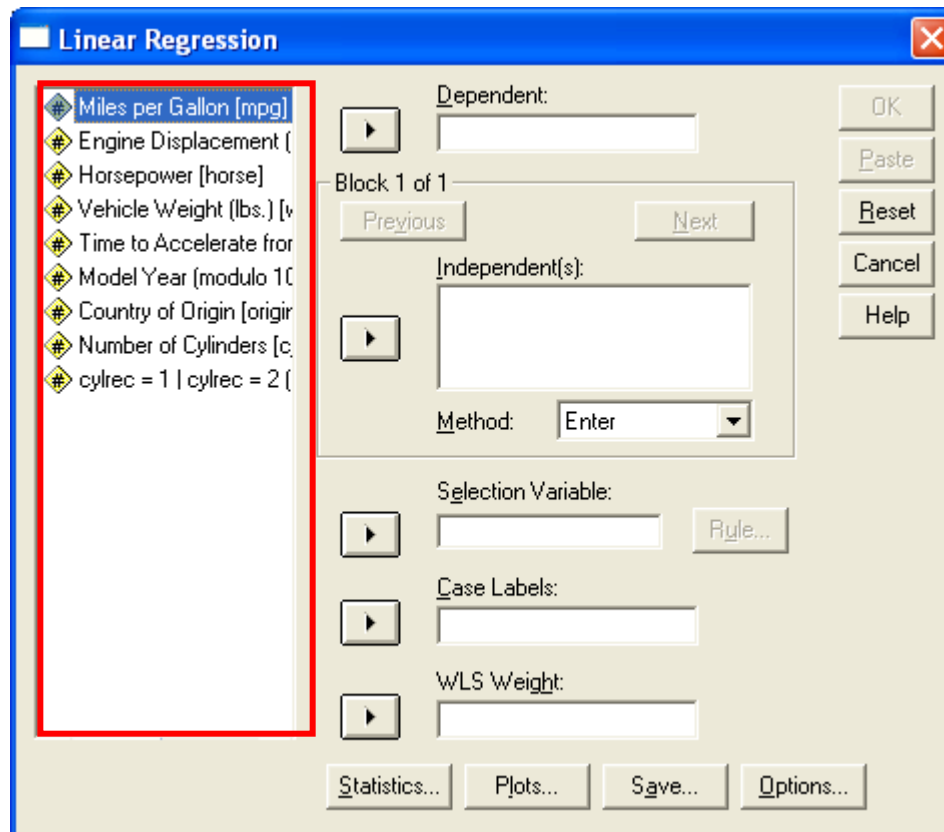 Linear Regression
Miles per Gallon [mpg]
Engine Displacement (
Horsepower [horse]
Vehicle Weight (lbs.) [w
Time to Accelerate fror
Model Year (modulo 10
Country of Origin [origin
Number of Cylinders [c
cylrec = 1 | cylrec = 2 (
Dependent:
Block 1 of 1
Previous
Next
Independent(s):
Method:
Enter
Selection Variable:
Rule...
Case Labels:
WLS Weight:
Statistics...
Plots...
Save...
Options...
OK
Paste
Reset
Cancel
Help